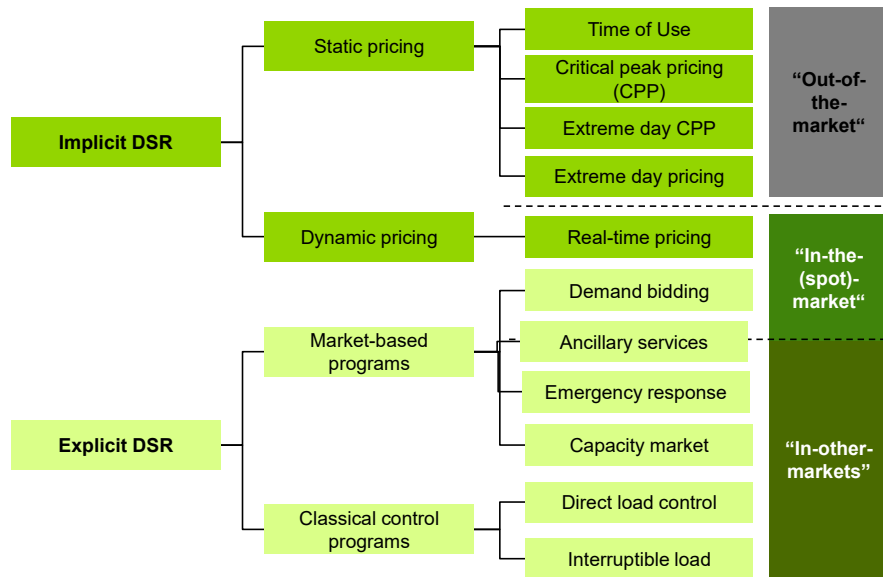 Static pricing
Time of Use
Critical peak pricing
(CPP)
“Out-of-
the-
market“
Implicit DSR
Extreme day CPP
Extreme day pricing
Dynamic pricing
Real-time pricing
“In-the-
(spot)-
market“
Demand bidding
Market-based
programs
Ancillary services
Emergency response
Explicit DSR
Capacity market
“In-other-
markets”
Classical control
programs
Direct load control
Interruptible load